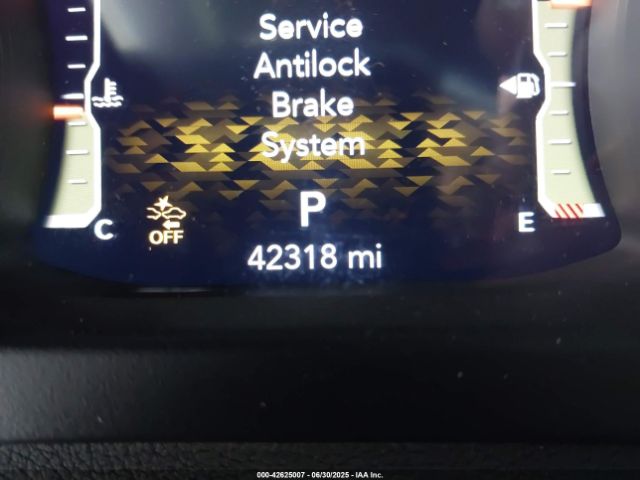 Service
Antilock
Brake
System
P
C
OFF
E
42318 mi
000-42625007 - 06/30/2025 - IAA Inc.